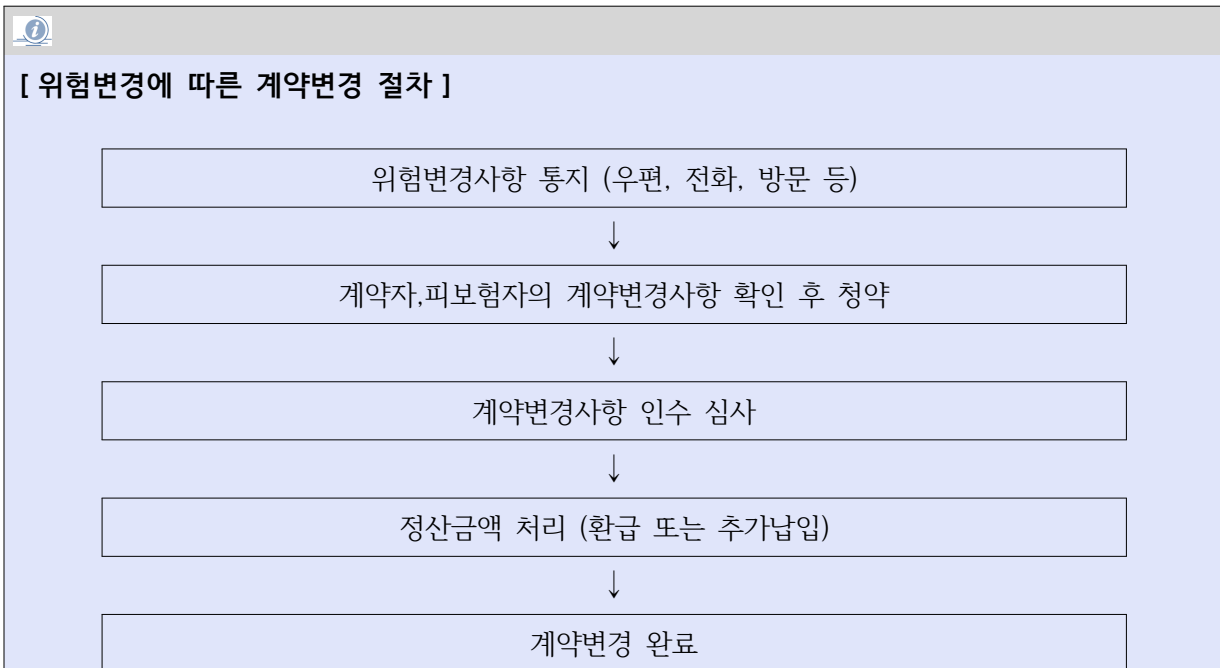 [ 위험변경에 따른 계약변경 절차 ]
위험변경사항 통지 (우편, 전화, 방문 등)
↓
계약자,피보험자의 계약변경사항 확인 후 청약
↓
계약변경사항 인수 심사
↓
정산금액 처리 (환급 또는 추가납입)
↓
계약변경 완료